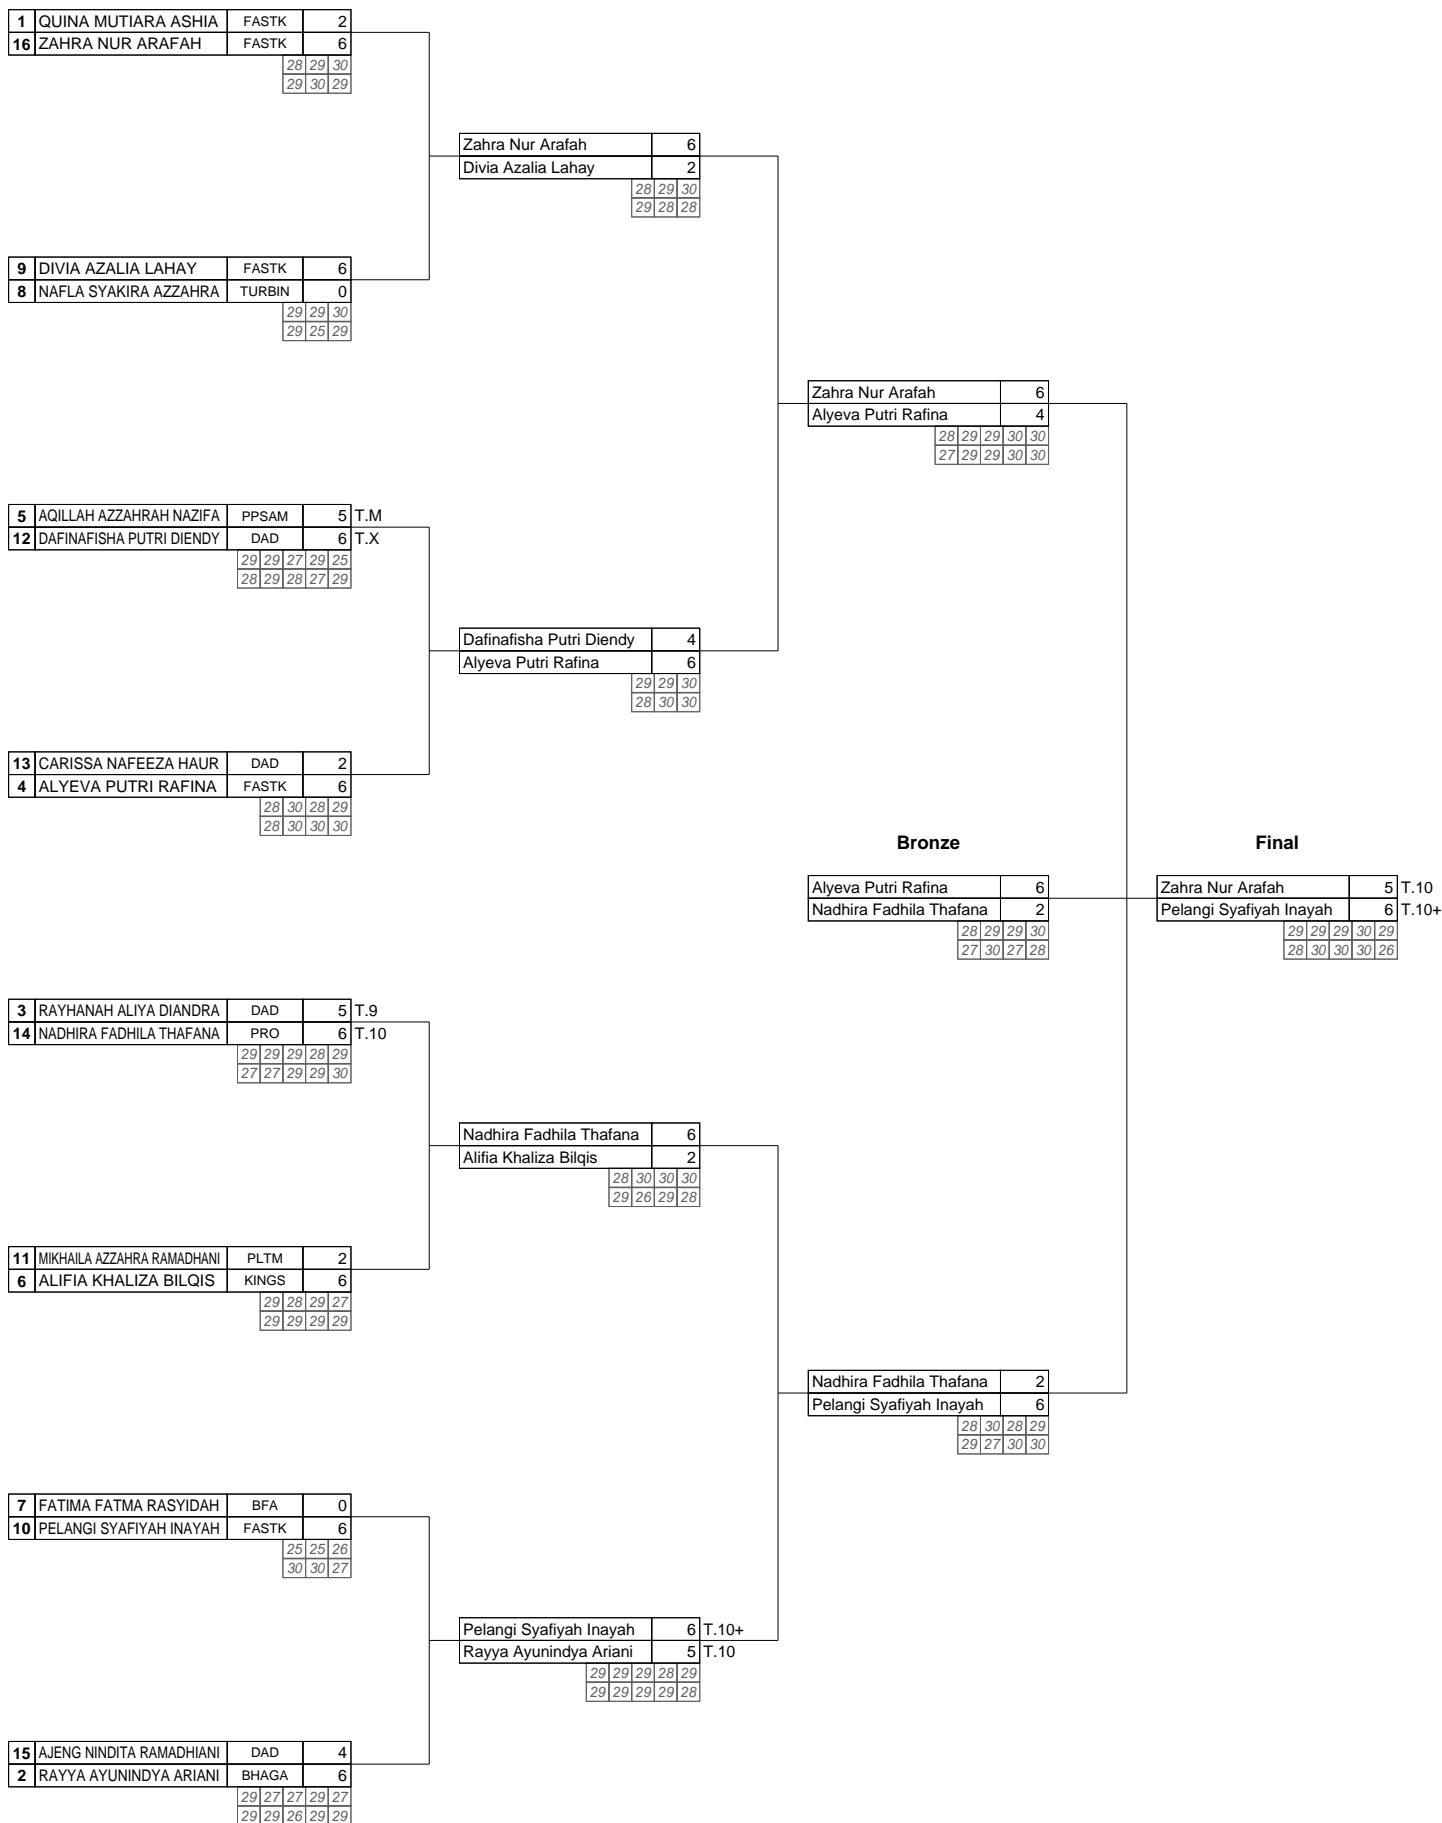 1 QUINA MUTIARA ASHIA FASTK 2
16 ZAHRA NUR ARAFAH FASTK 6
28 29 30
29 30 29
Zahra Nur Arafah 6
Divia Azalia Lahay 2
28 29 30
29 28 28
9 DIVIA AZALIA LAHAY FASTK 6
8 NAFLA SYAKIRA AZZAHRA TURBIN 0
29 29 30
29 25 29
Zahra Nur Arafah 6
Alyeva Putri Rafina 4
28 29 29 30 30
27 29 29 30 30
5 AQILLAH AZZAHRAH NAZIFA PPSAM 5 T.M
12 DAFINAFISHA PUTRI DIENDY DAD 6 T.X
29 29 27 29 25
28 29 28 27 29
Dafinafisha Putri Diendy 4
Alyeva Putri Rafina 6
29 29 30
28 30 30
13 CARISSA NAFEEZA HAUR DAD 2
4 ALYEVA PUTRI RAFINA FASTK 6
28 30 28 29
28 30 30 30
Bronze Final
Alyeva Putri Rafina 6 Zahra Nur Arafah 5 T.10
Nadhira Fadhila Thafana 2 Pelangi Syafiyah Inayah 6 T.10+
28 29 29 30 29 29 29 30 29
27 30 27 28 28 30 30 30 26
3 RAYHANAH ALIYA DIANDRA DAD 5 T.9
14 NADHIRA FADHILA THAFANA PRO 6 T.10
29 29 29 28 29
27 27 29 29 30
Nadhira Fadhila Thafana 6
Alifia Khaliza Bilqis 2
28 30 30 30
29 26 29 28
11 MIKHAILA AZZAHRA RAMADHANI PLTM 2
6 ALIFIA KHALIZA BILQIS KINGS 6
29 28 29 27
29 29 29 29
Nadhira Fadhila Thafana 2
Pelangi Syafiyah Inayah 6
28 30 28 29
29 27 30 30
7 FATIMA FATMA RASYIDAH BFA 0
10 PELANGI SYAFIYAH INAYAH FASTK 6
25 25 26
30 30 27
Pelangi Syafiyah Inayah 6 T.10+
Rayya Ayunindya Ariani 5 T.10
29 29 29 28 29
29 29 29 29 28
15 AJENG NINDITA RAMADHIANI DAD 4
2 RAYYA AYUNINDYA ARIANI BHAGA 6
29 27 27 29 27
29 29 26 29 29